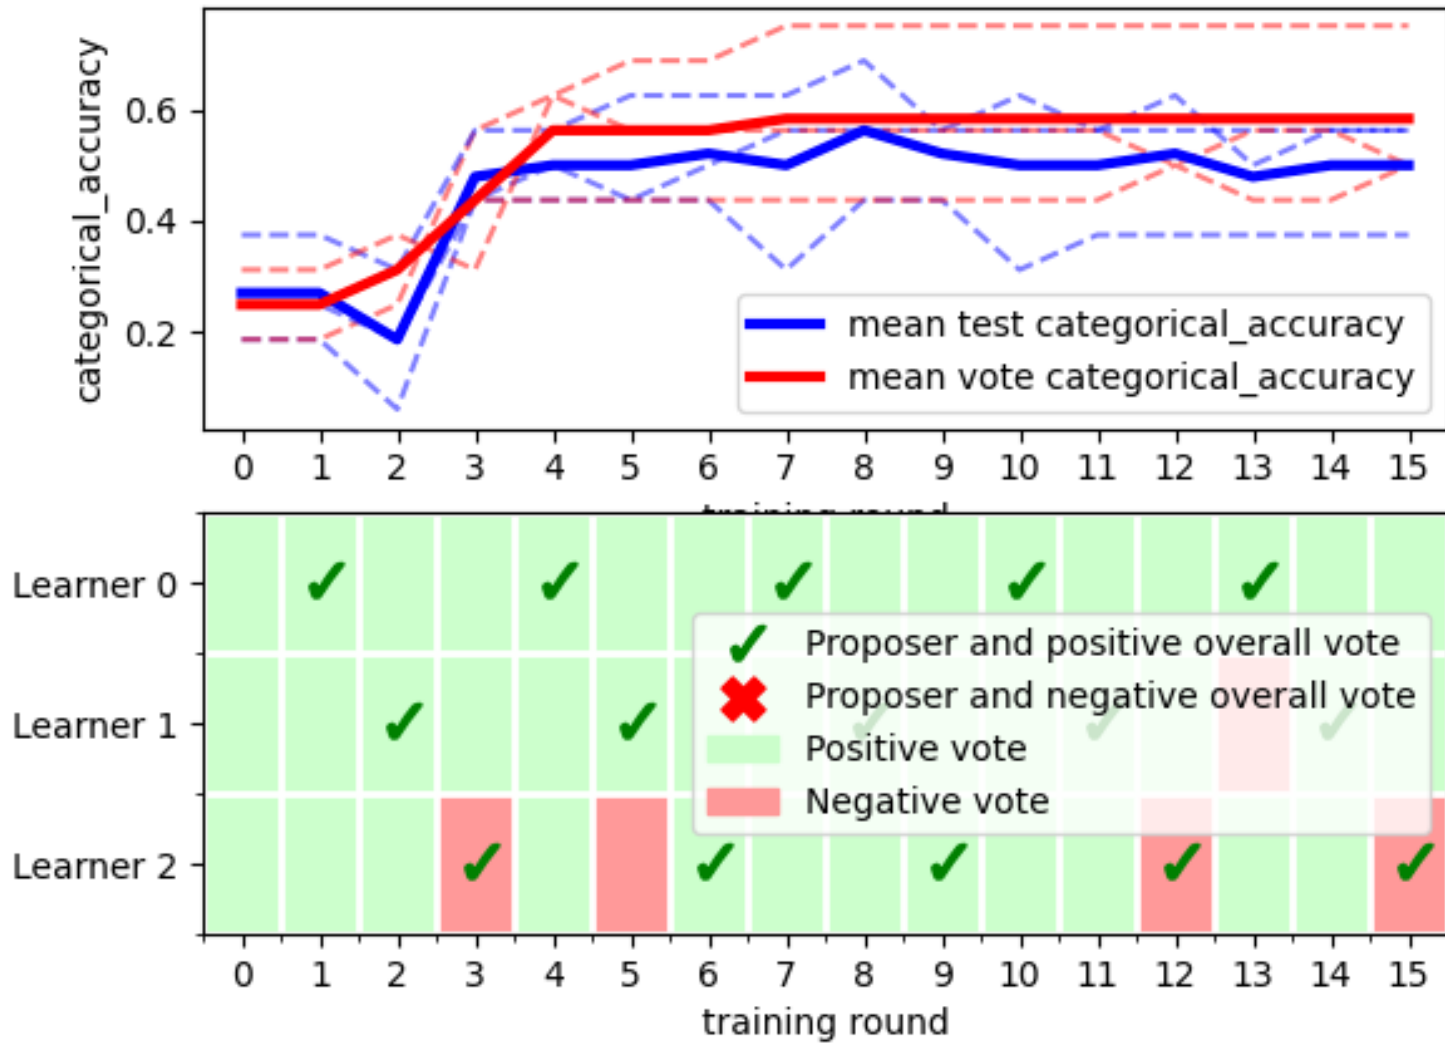 categorical_accuracy
0.6
0.4
0.2
mean test categorical_accuracy
mean vote categorical_accuracy
0 1 2 3 4 5 6 7 8 9 10 11 12 13 14 15
training round
Learner 0
Learner 1
Learner 2
Proposer and positive overall vote
Proposer and negative overall vote
Positive vote
Negative vote
0 1 2 3 4 5 6 7 8 9 10 11 12 13 14 15
training round